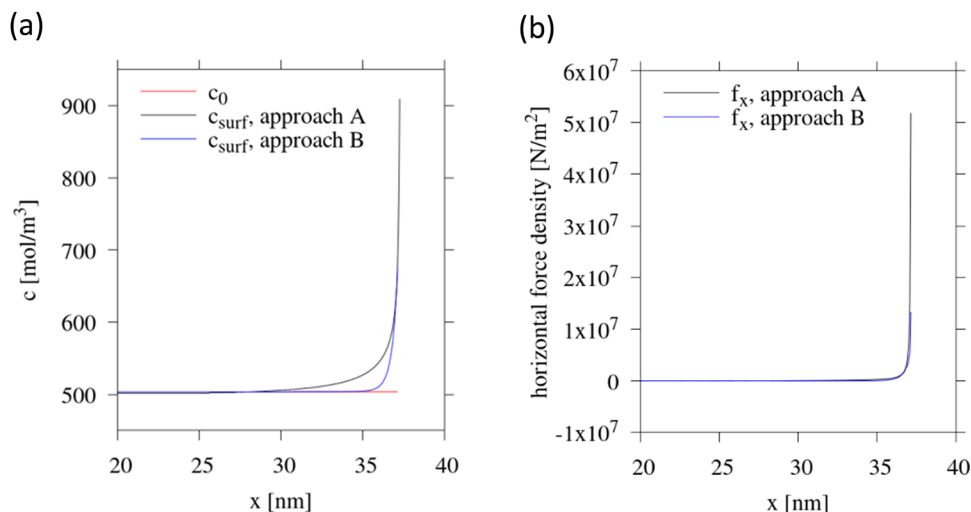 (a)
c₀
c_surf, approach A
c_surf, approach B
900
800
700
600
500
c [mol/m³]
20 25 30 35 40
x [nm]
(b)
f_x, approach A
f_x, approach B
6x10⁷
5x10⁷
4x10⁷
3x10⁷
2x10⁷
1x10⁷
0
-1x10⁷
horizontal force density [N/m²]
20 25 30 35 40
x [nm]